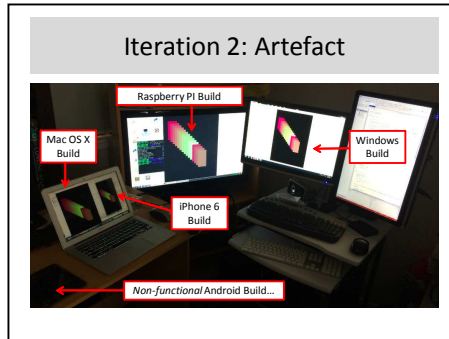 Iteration 2: Artefact
Raspberry PI Build
Mac OS X
Build
Windows
Build
iPhone 6
Build
Non-functional Android Build…